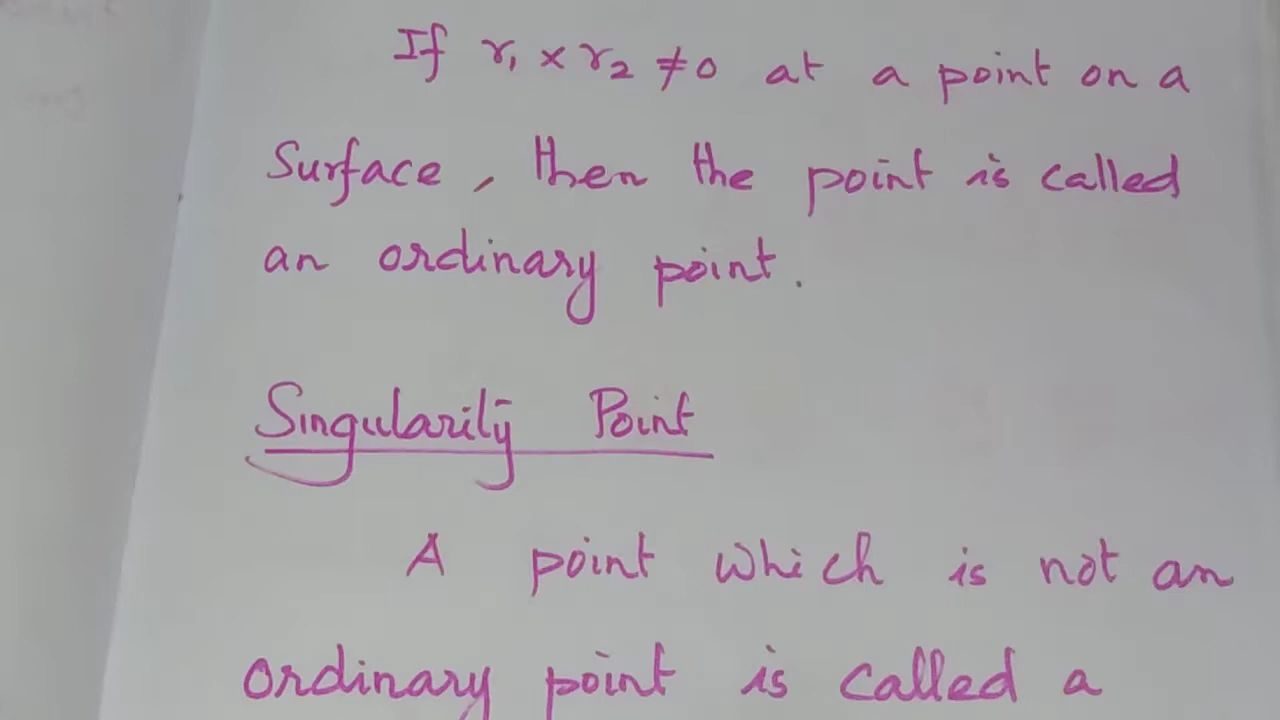 If r₁ × r₂ ≠ 0 at a point on a
Surface, then the point is called
an ordinary point.
Singularity Point
A point which is not an
ordinary point is called a